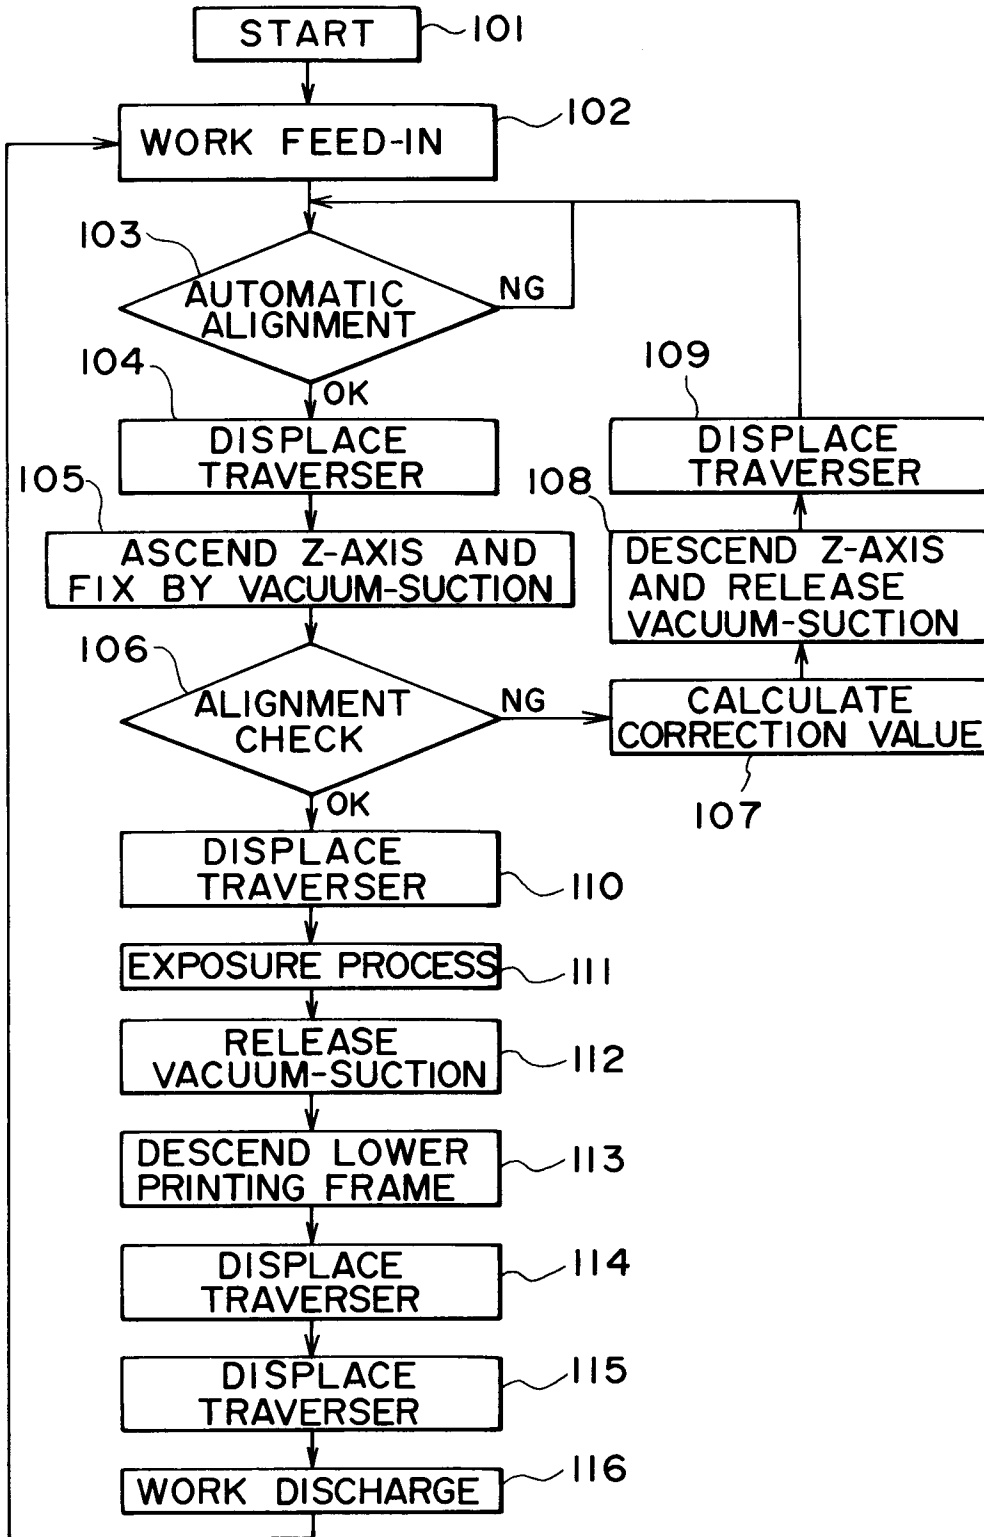 START
101
WORK FEED-IN
102
103
AUTOMATIC
ALIGNMENT
NG
OK
104
DISPLACE
TRAVERSER
105
ASCEND Z-AXIS AND
FIX BY VACUUM-SUCTION
106
ALIGNMENT
CHECK
NG
OK
CALCULATE
CORRECTION VALUE
107
108
DESCEND Z-AXIS
AND RELEASE
VACUUM-SUCTION
109
DISPLACE
TRAVERSER
DISPLACE
TRAVERSER
110
EXPOSURE PROCESS
111
RELEASE
VACUUM-SUCTION
112
DESCEND LOWER
PRINTING FRAME
113
DISPLACE
TRAVERSER
114
DISPLACE
TRAVERSER
115
WORK DISCHARGE
116